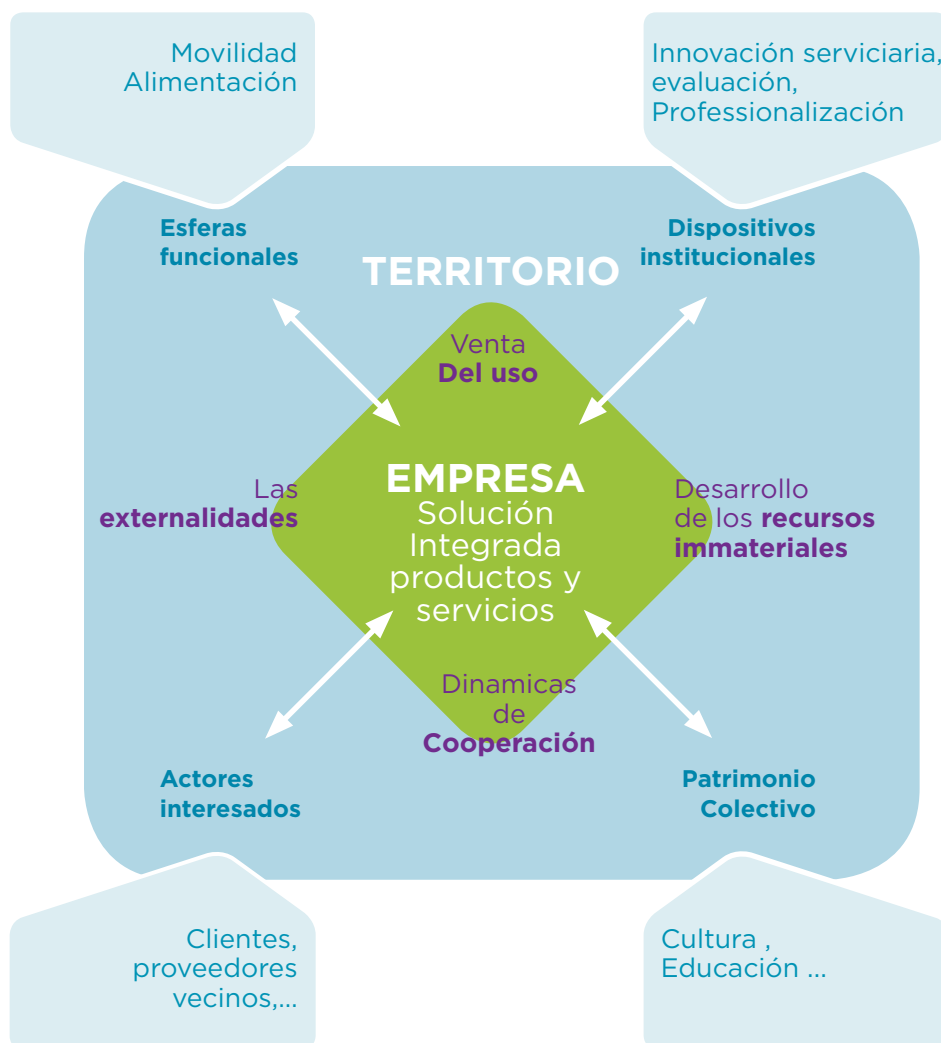 Movilidad
Alimentación
Innovación serviciaria,
evaluación,
Professionalización
Esferas
funcionales
Dispositivos
institucionales
TERRITORIO
Venta
Del uso
Las
externalidades
EMPRESA
Solución
Integrada
productos y
servicios
Desarrollo
de los recursos
immateriales
Dinamicas
de
Cooperación
Actores
interesados
Patrimonio
Colectivo
Clientes,
proveedores
vecinos,...
Cultura ,
Educación ...